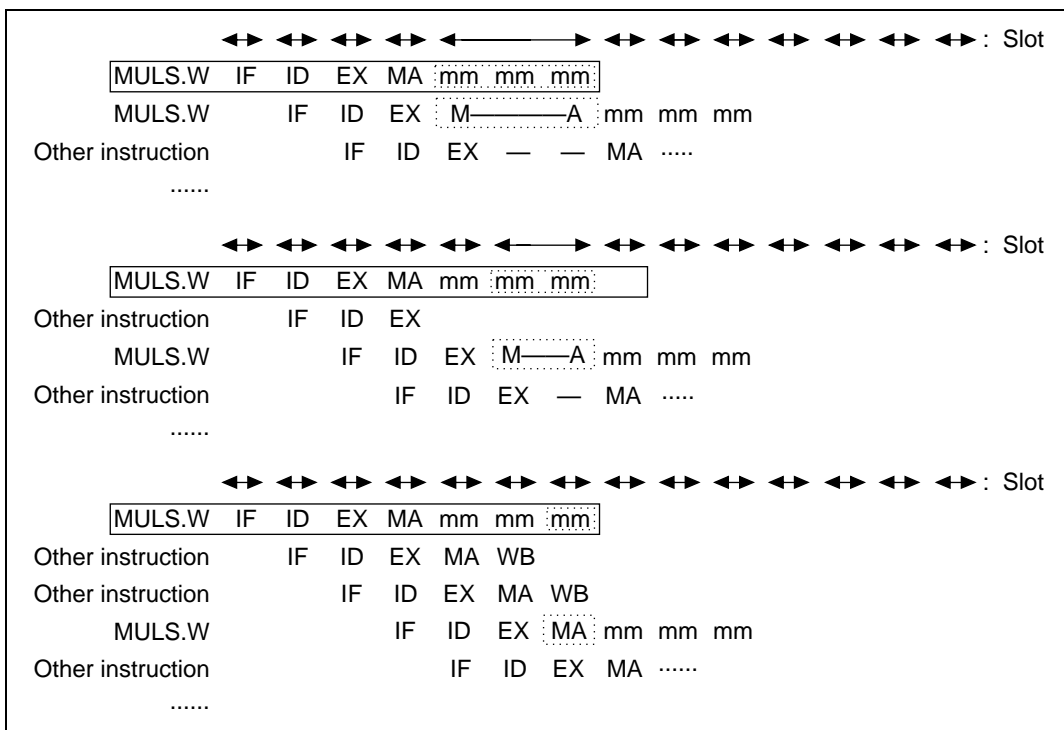 : Slot
MULS.W IF ID EX MA mm mm mm
MULS.W IF ID EX M————A mm mm mm
Other instruction IF ID EX — — MA ·····
......
: Slot
MULS.W IF ID EX MA mm mm mm
Other instruction IF ID EX
MULS.W IF ID EX M——A mm mm mm
Other instruction IF ID EX — MA ·····
......
: Slot
MULS.W IF ID EX MA mm mm mm
Other instruction IF ID EX MA WB
Other instruction IF ID EX MA WB
MULS.W IF ID EX MA mm mm mm
Other instruction IF ID EX MA ······
......